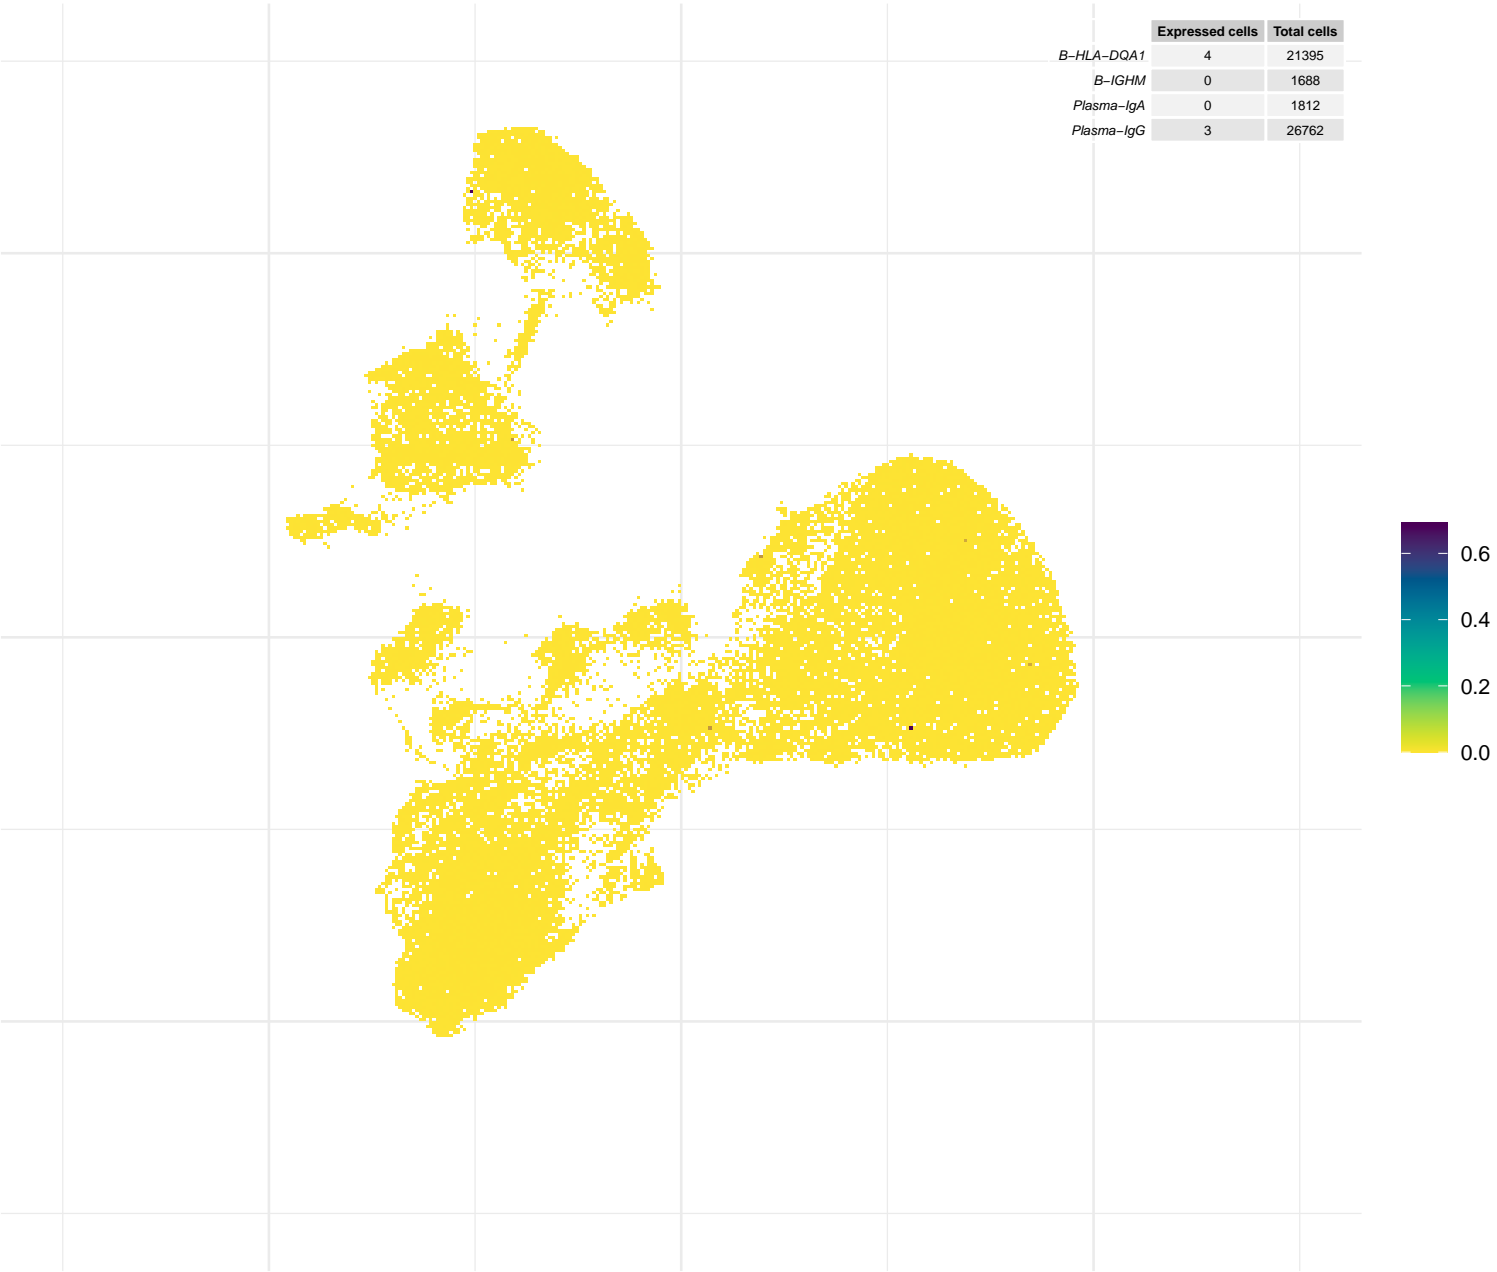 Expressed cells Total cells
B-HLA-DQA1 4 21395
B-IGHM 0 1688
Plasma-IgA 0 1812
Plasma-IgG 3 26762
0.6
0.4
0.2
0.0